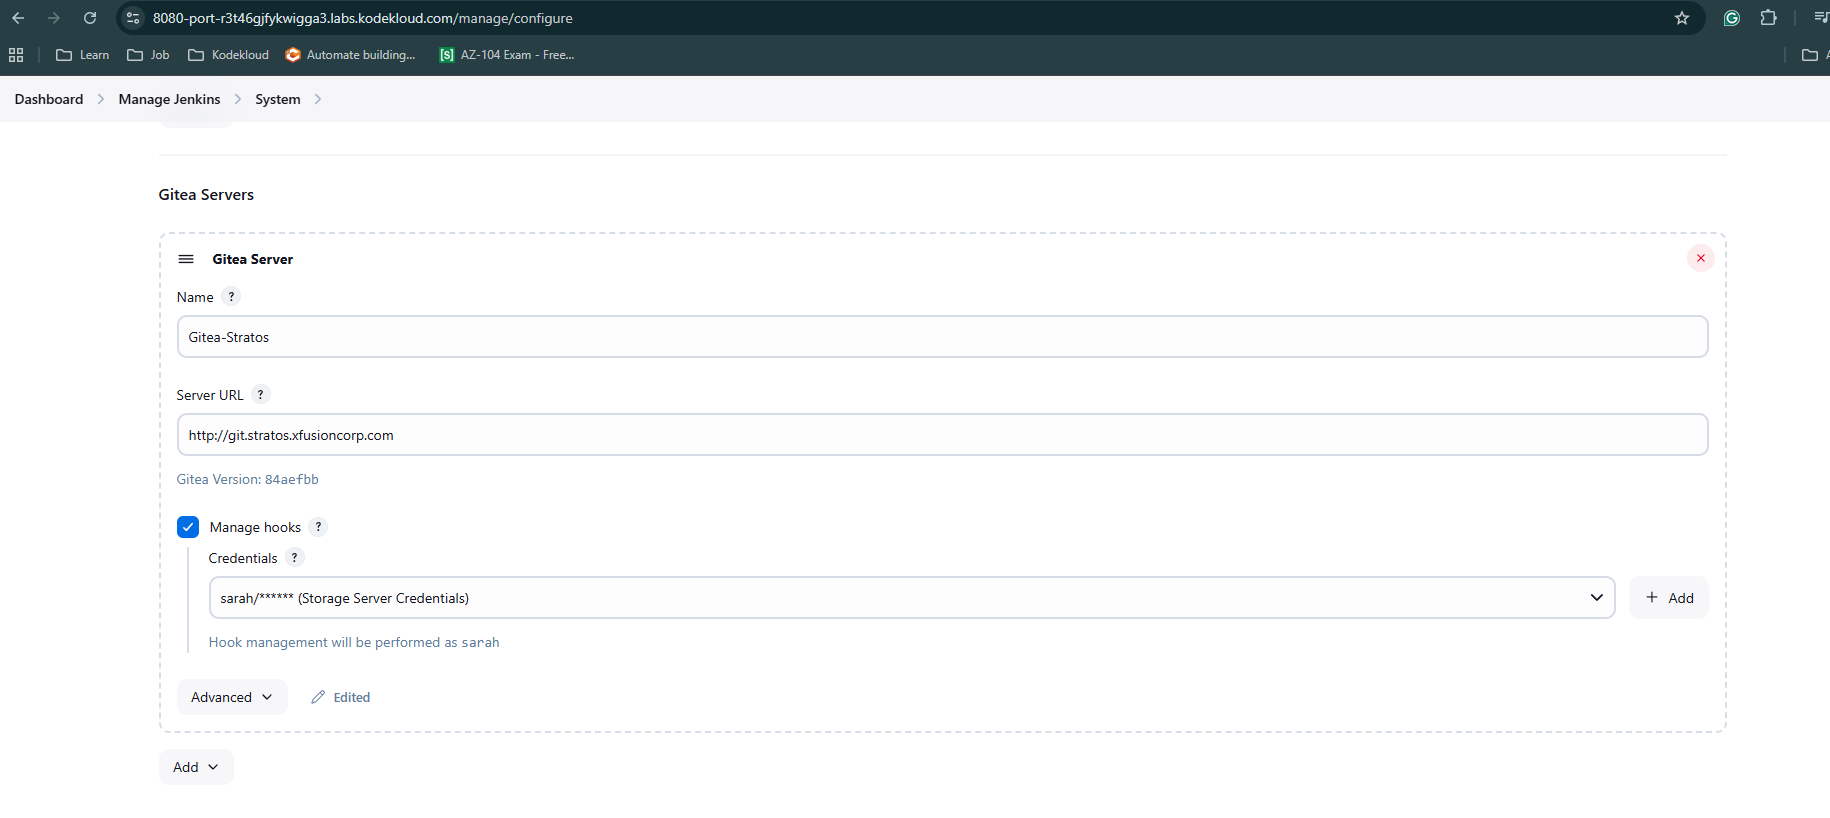 8080-port-r3t46gjfykwigga3.labs.kodekloud.com/manage/configure
Learn Job Kodekloud Automate building... [S] AZ-104 Exam - Free...
Dashboard Manage Jenkins System
Gitea Servers
Gitea Server
Name ?
Gitea-Stratos
Server URL ?
http://git.stratos.xfusioncorp.com
Gitea Version: 84aefbb
Manage hooks ?
Credentials ?
sarah/****** (Storage Server Credentials)
+ Add
Hook management will be performed as sarah
Advanced Edited
Add